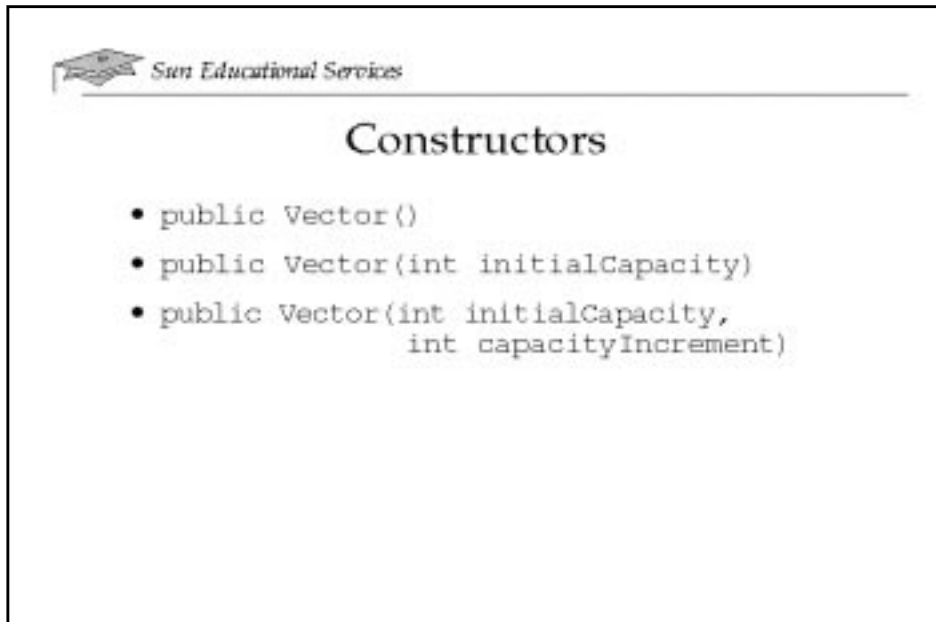 Sun Educational Services
Constructors
• public Vector()
• public Vector(int initialCapacity)
• public Vector(int initialCapacity,
int capacityIncrement)